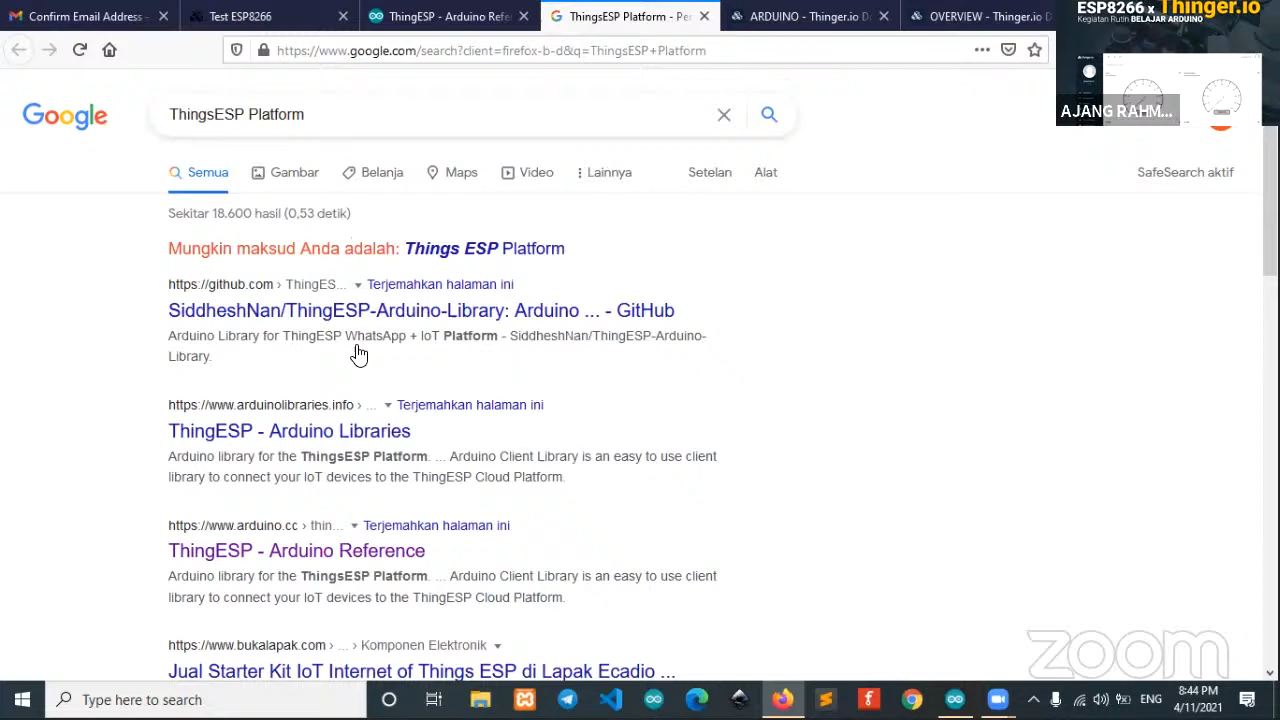 Confirm Email Address -
Test ESP8266
ThingESP - Arduino Refer
ThingsESP Platform - Pe
ARDUINO - Thinger.io Do
OVERVIEW - Thinger.io D
ESP8266 x Thinger.io
Kegiatan Rutin BELAJAR ARDUINO
https://www.google.com/search?client=firefox-b-d&q=ThingsESP+Platform
AJANG RAHM...
Google
ThingsESP Platform
Semua
Gambar
Belanja
Maps
Video
Lainnya
Setelan
Alat
SafeSearch aktif
Sekitar 18.600 hasil (0,53 detik)
Mungkin maksud Anda adalah: Things ESP Platform
https://github.com › ThingES... Terjemahkan halaman ini
SiddheshNan/ThingESP-Arduino-Library: Arduino ... - GitHub
Arduino Library for ThingESP WhatsApp + IoT Platform - SiddheshNan/ThingESP-Arduino-
Library.
https://www.arduinolibraries.info › ... Terjemahkan halaman ini
ThingESP - Arduino Libraries
Arduino library for the ThingsESP Platform. ... Arduino Client Library is an easy to use client
library to connect your IoT devices to the ThingESP Cloud Platform.
https://www.arduino.cc › thin... Terjemahkan halaman ini
ThingESP - Arduino Reference
Arduino library for the ThingsESP Platform. ... Arduino Client Library is an easy to use client
library to connect your IoT devices to the ThingESP Cloud Platform.
https://www.bukalapak.com › ... › Komponen Elektronik
Jual Starter Kit IoT Internet of Things ESP di Lapak Ecadio ...
zoom
Type here to search
ENG
8:44 PM
4/11/2021